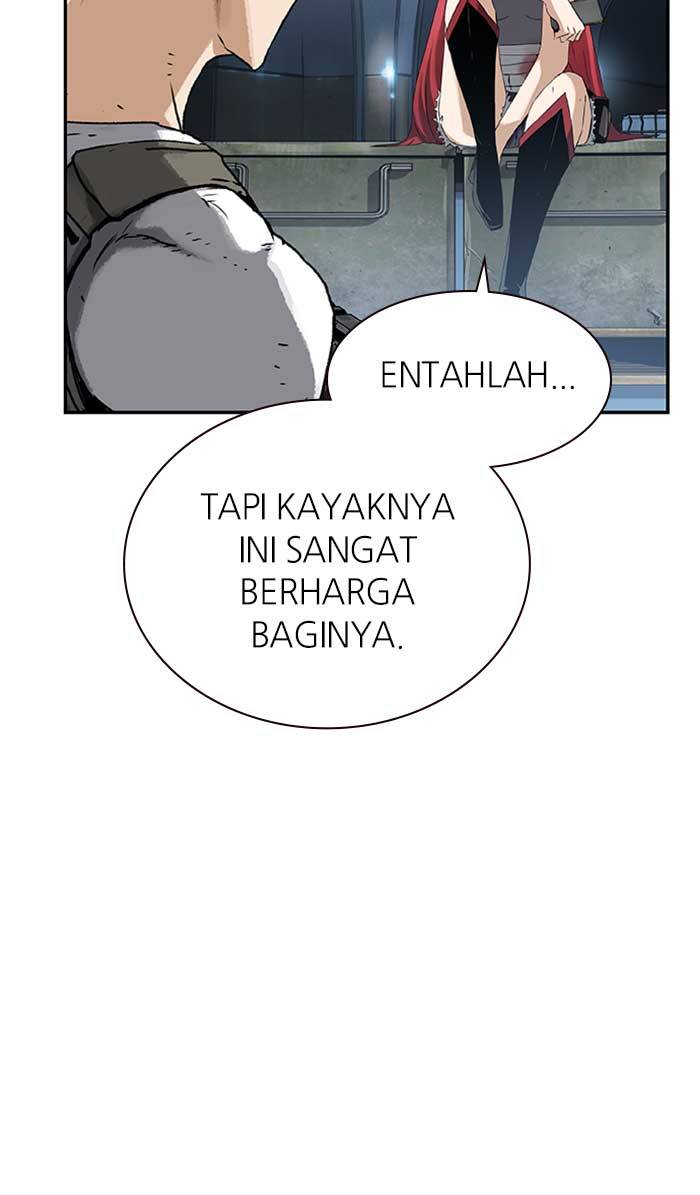 ENTAHLAH...
TAPI KAYAKNYA
INI SANGAT
BERHARGA
BAGINYA.